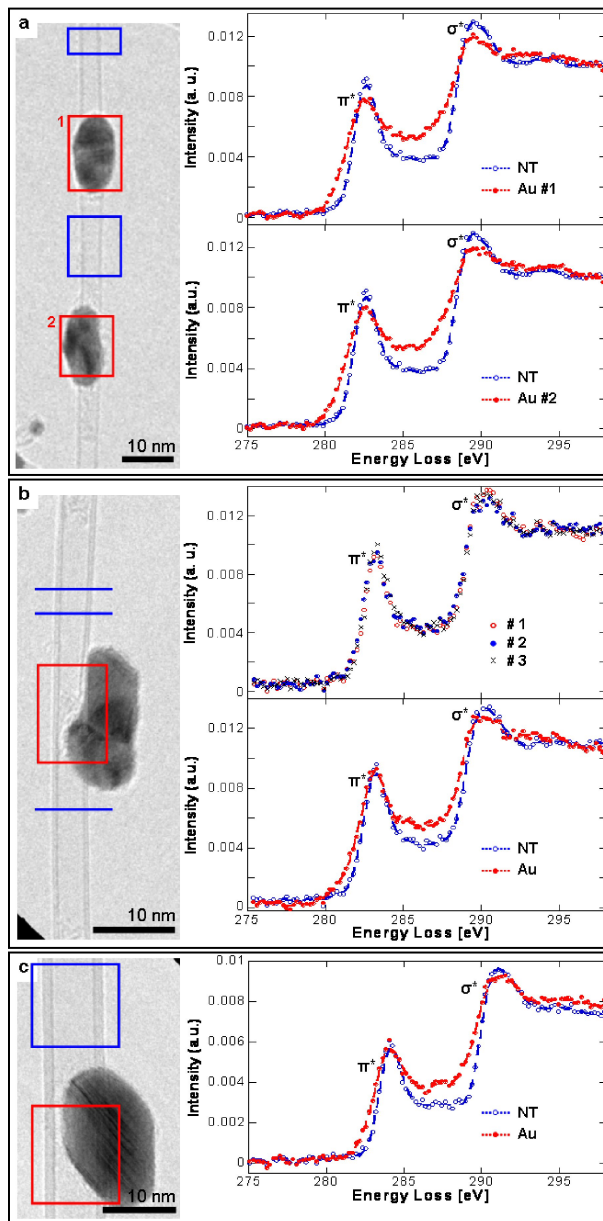 a
1
2
10 nm
Intensity (a.u.)
0.012
0.008
0.004
0
π*
σ*
NT
Au #1
Intensity (a.u.)
0.012
0.008
0.004
0
π*
σ*
NT
Au #2
275 280 285 290 295
Energy Loss [eV]
b
10 nm
Intensity (a.u.)
0.012
0.008
0.004
0
π*
σ*
# 1
# 2
# 3
Intensity (a.u.)
0.012
0.008
0.004
0
π*
σ*
NT
Au
275 280 285 290 295
Energy Loss [eV]
c
10 nm
Intensity (a.u.)
0.01
0.008
0.006
0.004
0.002
0
π*
σ*
NT
Au
275 280 285 290 295
Energy Loss [eV]